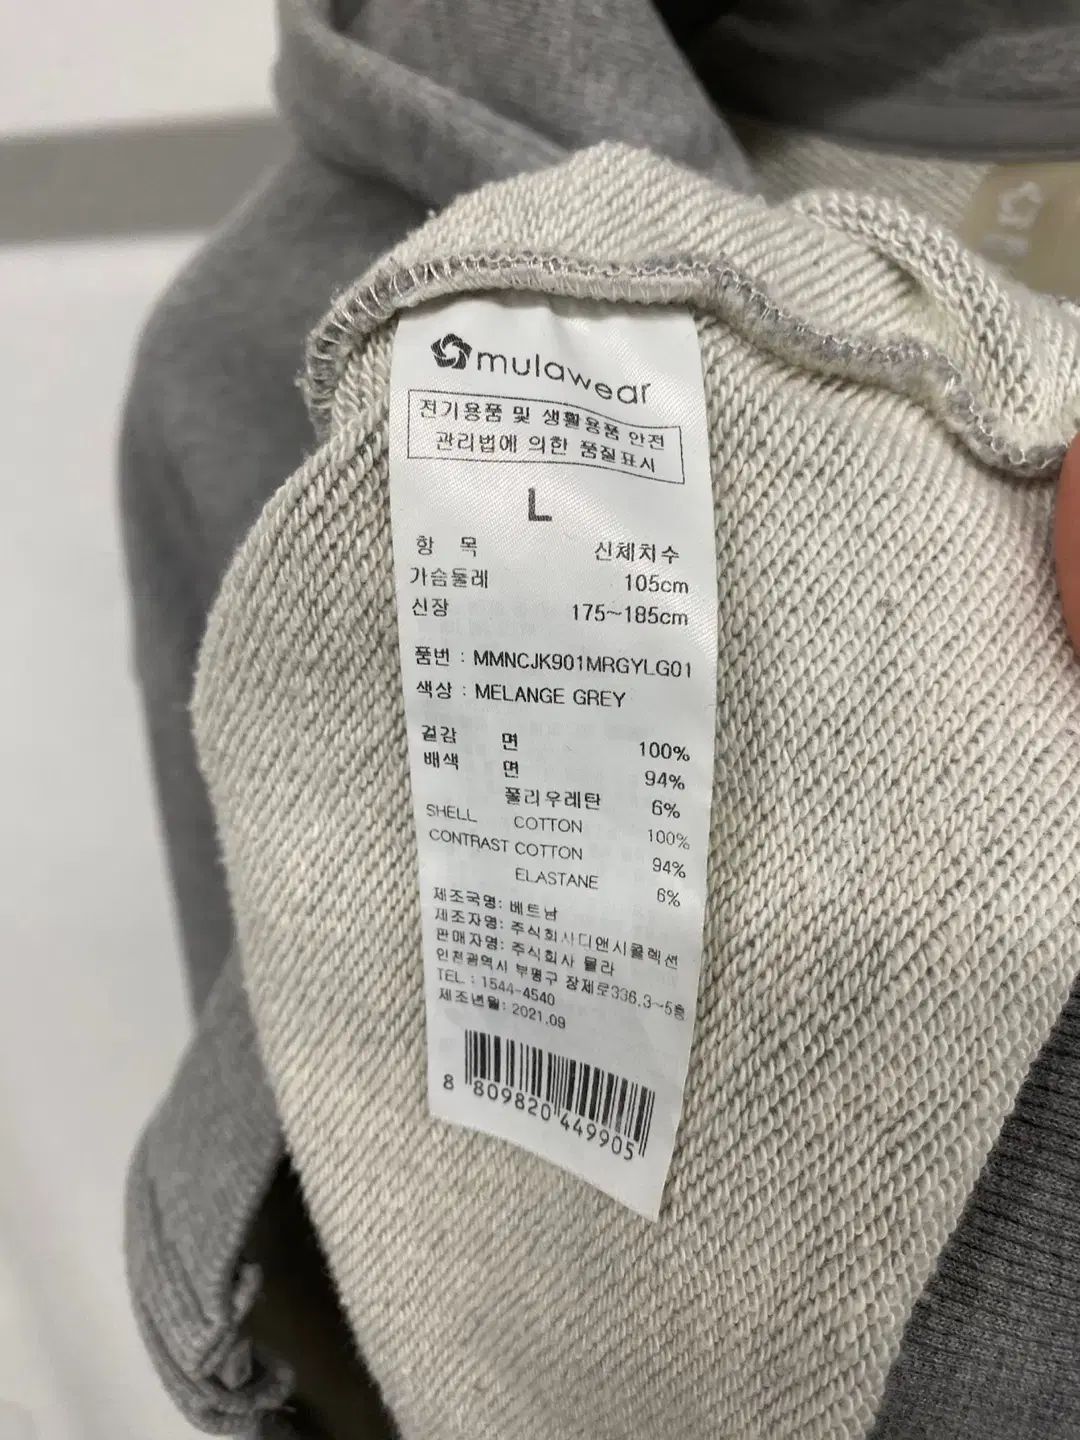 mulawear
전기용품 및 생활용품 안전
관리법에 의한 품질표시
L
항 목 신체치수
가슴둘레 105cm
신장 175~185cm
품번 : MMNCJK901MRGYLG01
색상 : MELANGE GREY
겉감 면 100%
배색 면 94%
폴리우레탄 6%
SHELL COTTON 100%
CONTRAST COTTON 94%
ELASTANE 6%
제조국명: 베트남
제조자명: 주식회사디앤시콜렉션
판매자명: 주식회사 뮬라
인천광역시 부평구 장제로336,3~5층
TEL : 1544-4540
제조년월: 2021.09
8 809820 449905